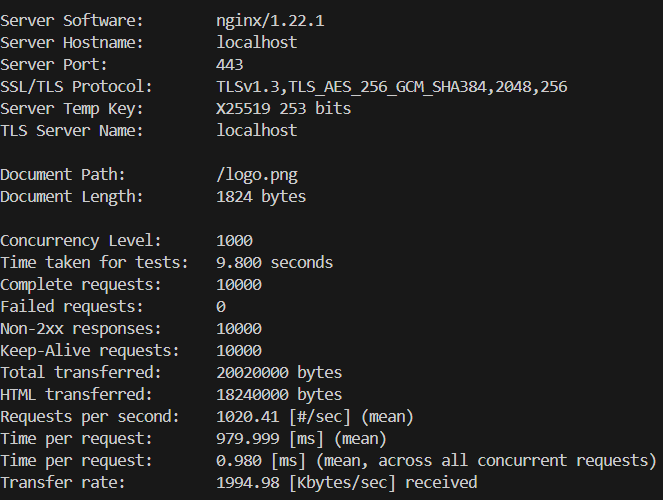 Server Software: nginx/1.22.1
Server Hostname: localhost
Server Port: 443
SSL/TLS Protocol: TLSv1.3,TLS_AES_256_GCM_SHA384,2048,256
Server Temp Key: X25519 253 bits
TLS Server Name: localhost
Document Path: /logo.png
Document Length: 1824 bytes
Concurrency Level: 1000
Time taken for tests: 9.800 seconds
Complete requests: 10000
Failed requests: 0
Non-2xx responses: 10000
Keep-Alive requests: 10000
Total transferred: 20020000 bytes
HTML transferred: 18240000 bytes
Requests per second: 1020.41 [#/sec] (mean)
Time per request: 979.999 [ms] (mean)
Time per request: 0.980 [ms] (mean, across all concurrent requests)
Transfer rate: 1994.98 [Kbytes/sec] received